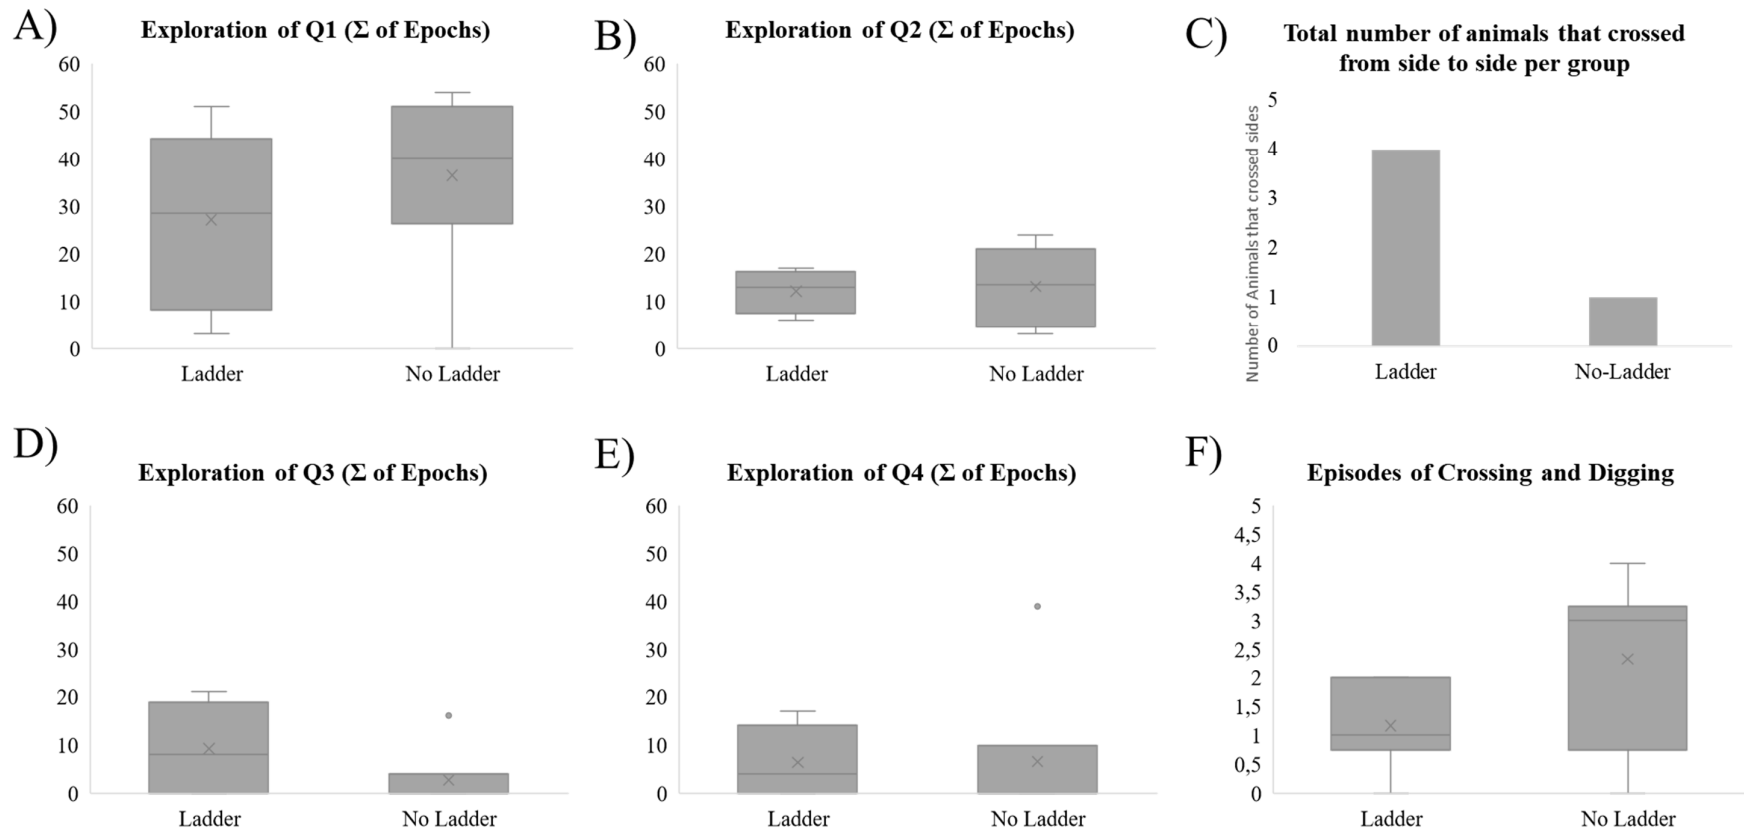 A)
Exploration of Q1 (Σ of Epochs)
60
50
40
30
20
10
0
Ladder
No Ladder
B)
Exploration of Q2 (Σ of Epochs)
60
50
40
30
20
10
0
Ladder
No Ladder
C)
Total number of animals that crossed
from side to side per group
Number of Animals that crossed sides
5
4
3
2
1
0
Ladder
No-Ladder
D)
Exploration of Q3 (Σ of Epochs)
60
50
40
30
20
10
0
Ladder
No Ladder
E)
Exploration of Q4 (Σ of Epochs)
60
50
40
30
20
10
0
Ladder
No Ladder
F)
Episodes of Crossing and Digging
5
4,5
4
3,5
3
2,5
2
1,5
1
0,5
0
Ladder
No Ladder